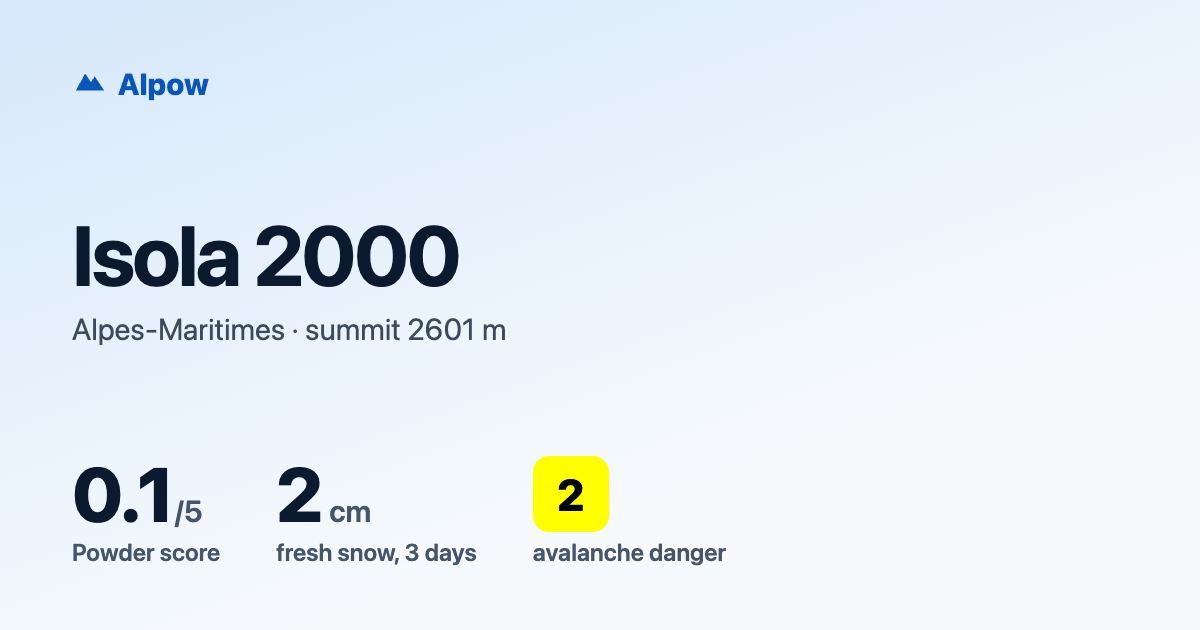 Alpow
Isola 2000
Alpes-Maritimes · summit 2601 m
0.1/5
Powder score
2 cm
fresh snow, 3 days
2
avalanche danger